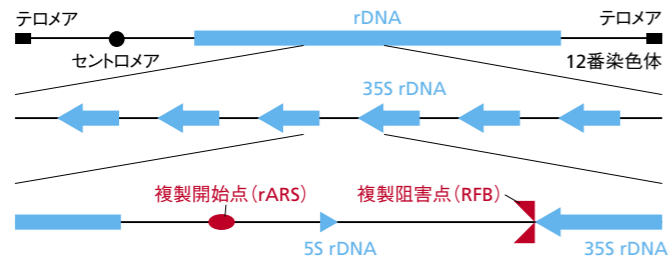 テロメア
rDNA
テロメア
セントロメア
12番染色体
35S rDNA
複製開始点(rARS)
複製阻害点(RFB)
5S rDNA
35S rDNA